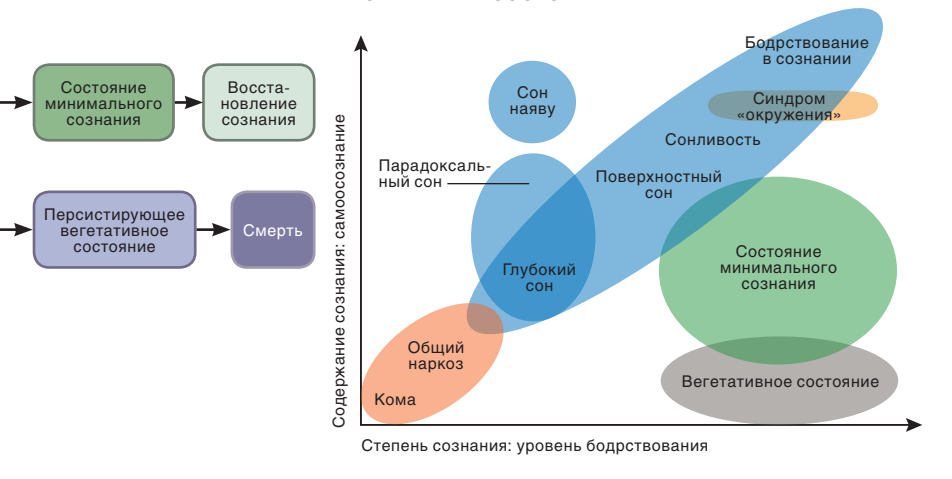 Состояние
минимального
сознания
Восста-
новление
сознания
Персистирующее
вегетативное
состояние
Смерть
Содержание сознания: самоосознание
Бодрствование
в сознании
Сон
наяву
Синдром
«окружения»
Сонливость
Парадоксаль-
ный сон
Поверхностный
сон
Глубокий
сон
Состояние
минимального
сознания
Общий
наркоз
Кома
Вегетативное состояние
Степень сознания: уровень бодрствования